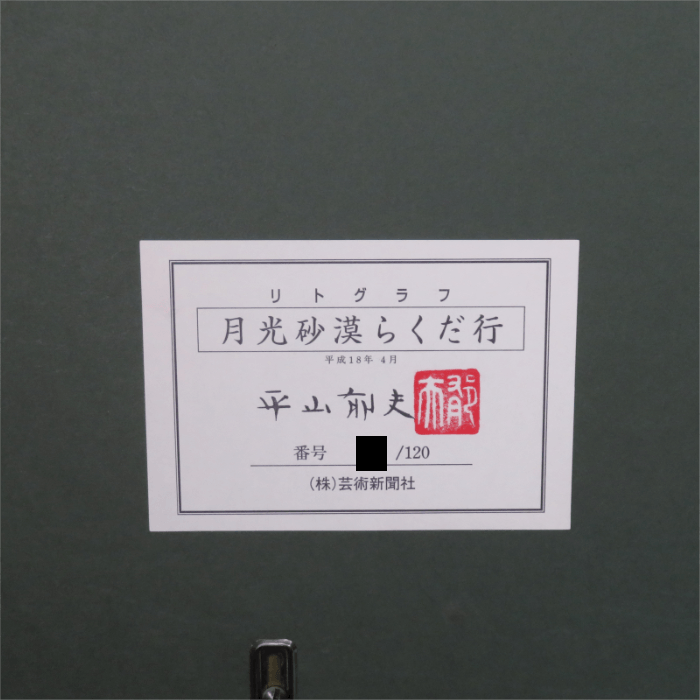 リトグラフ
月光砂漠らくだ行
平成18年 4月
平山郁夫
番号 /120
(株)芸術新聞社